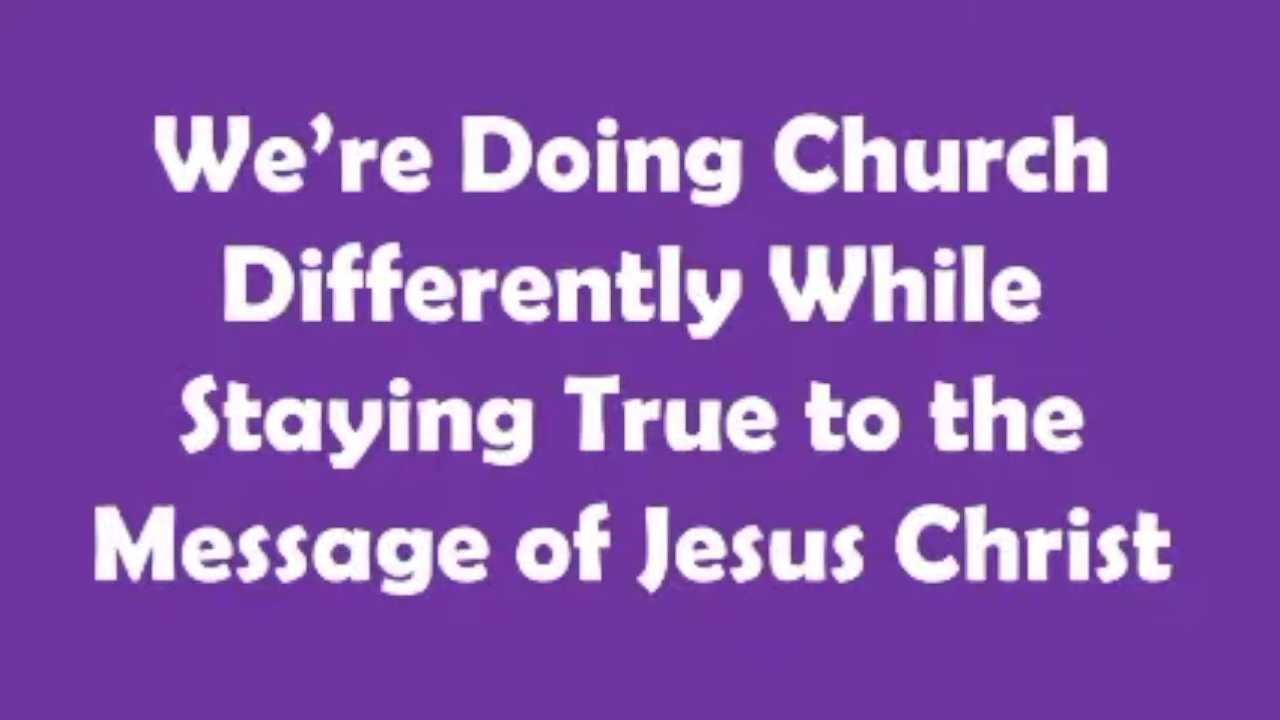 We’re Doing Church
Differently While
Staying True to the
Message of Jesus Christ